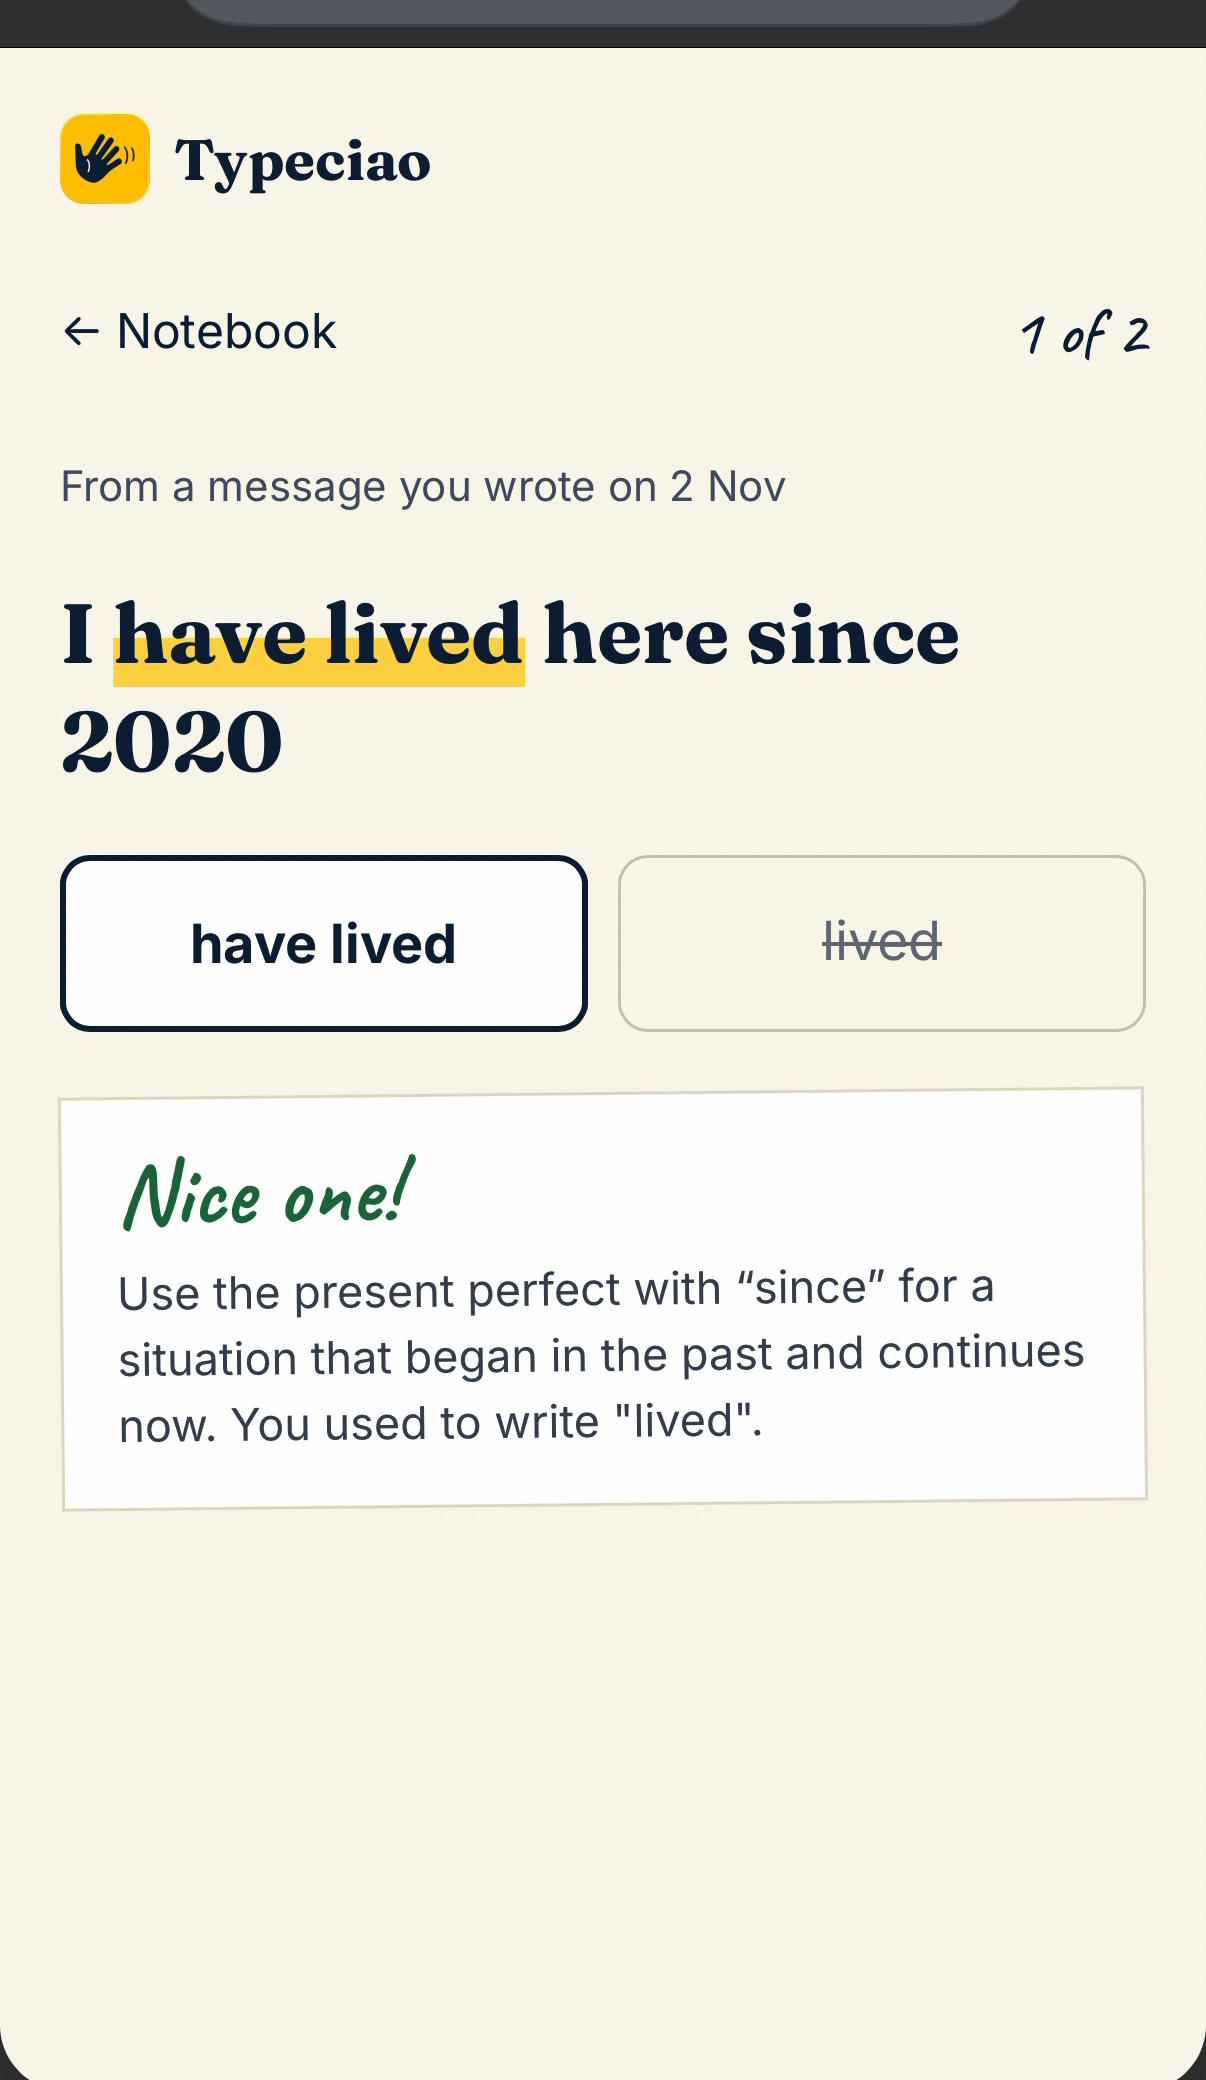 Typeciao
← Notebook
1 of 2
From a message you wrote on 2 Nov
I have lived here since
2020
have lived
lived
Nice one!
Use the present perfect with “since” for a
situation that began in the past and continues
now. You used to write "lived".